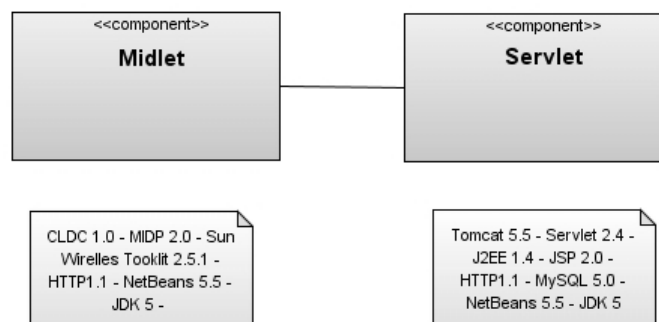 <<component>>
Midlet
<<component>>
Servlet
CLDC 1.0 - MIDP 2.0 - Sun
Wirelles Tooklit 2.5.1 -
HTTP1.1 - NetBeans 5.5 -
JDK 5 -
Tomcat 5.5 - Servlet 2.4 -
J2EE 1.4 - JSP 2.0 -
HTTP1.1 - MySQL 5.0 -
NetBeans 5.5 - JDK 5